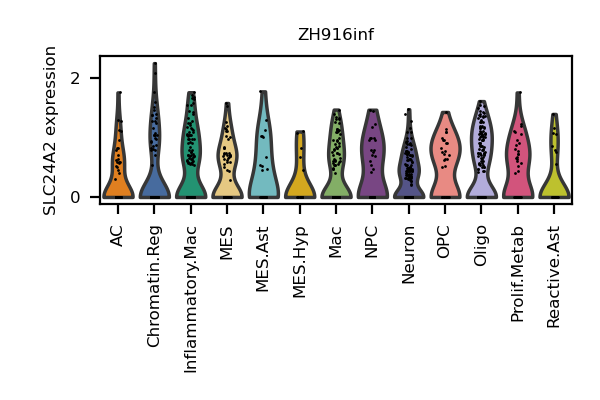 ZH916inf
SLC24A2 expression
2
0
AC
Chromatin.Reg
Inflammatory.Mac
MES
MES.Ast
MES.Hyp
Mac
NPC
Neuron
OPC
Oligo
Prolif.Metab
Reactive.Ast